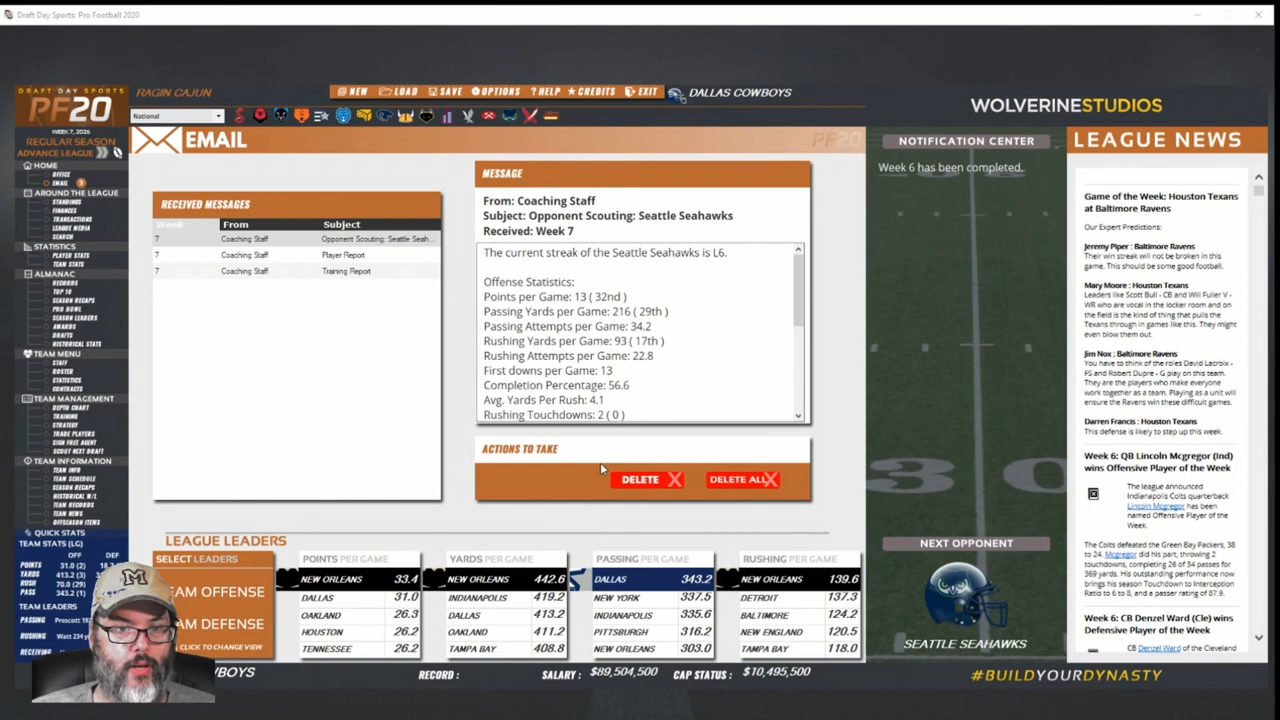 Draft Day Sports: Pro Football 2020
DRAFT DAY SPORTS
PF20
RAGIN CAJUN
NEW LOAD SAVE OPTIONS ? HELP CREDITS EXIT
DALLAS COWBOYS
WOLVERINESTUDIOS
National
WEEK 7, 2026
REGULAR SEASON
ADVANCE LEAGUE
HOME
OFFICE
EMAIL 3
AROUND THE LEAGUE
STANDINGS
FINANCES
TRANSACTIONS
LEAGUE MEDIA
SEARCH
STATISTICS
PLAYER STATS
TEAM STATS
ALMANAC
RECORDS
TOP 10
SEASON RECAPS
PRO BOWL
SEASON LEADERS
AWARDS
DRAFTS
HISTORICAL STATS
TEAM MENU
STAFF
ROSTER
STATISTICS
CONTRACTS
TEAM MANAGEMENT
DEPTH CHART
TRAINING
STRATEGY
TRADE PLAYERS
SIGN FREE AGENT
SCOUT NEXT DRAFT
TEAM INFORMATION
TEAM INFO
TEAM SCHEDULE
SEASON RECAPS
HISTORICAL W/L
TEAM RECORDS
TEAM NEWS
OFFSEASON ITEMS
QUICK STATS
TEAM STATS (LG)
OFF DEF
POINTS 31.0 (2)
YARDS 413.2 (3)
RUSH 70.0 (29)
PASS 343.2 (1)
TEAM LEADERS
PASSING Prescott
RUSHING Watt 234
RECEIVING
EMAIL
PF20
RECEIVED MESSAGES
Week From Subject
7 Coaching Staff Opponent Scouting: Seattle Seah...
7 Coaching Staff Player Report
7 Coaching Staff Training Report
MESSAGE
From: Coaching Staff
Subject: Opponent Scouting: Seattle Seahawks
Received: Week 7
The current streak of the Seattle Seahawks is L6.
Offense Statistics:
Points per Game: 13 ( 32nd )
Passing Yards per Game: 216 ( 29th )
Passing Attempts per Game: 34.2
Rushing Yards per Game: 93 ( 17th )
Rushing Attempts per Game: 22.8
First downs per Game: 13
Completion Percentage: 56.6
Avg. Yards Per Rush: 4.1
Rushing Touchdowns: 2 ( 0 )
ACTIONS TO TAKE
DELETE X DELETE ALL X
LEAGUE LEADERS
SELECT LEADERS
TEAM OFFENSE
TEAM DEFENSE
CLICK TO CHANGE VIEW
POINTS PER GAME
NEW ORLEANS 33.4
DALLAS 31.0
OAKLAND 26.3
HOUSTON 26.2
TENNESSEE 26.2
YARDS PER GAME
NEW ORLEANS 442.6
INDIANAPOLIS 419.2
DALLAS 413.2
OAKLAND 411.2
TAMPA BAY 408.8
PASSING PER GAME
DALLAS 343.2
NEW YORK 337.5
INDIANAPOLIS 335.6
PITTSBURGH 316.2
NEW ORLEANS 303.0
RUSHING PER GAME
NEW ORLEANS 139.6
DETROIT 137.3
BALTIMORE 124.2
NEW ENGLAND 120.5
TAMPA BAY 118.0
NOTIFICATION CENTER
Week 6 has been completed.
3 0
NEXT OPPONENT
SEATTLE SEAHAWKS
LEAGUE NEWS
Game of the Week: Houston Texans
at Baltimore Ravens
Our Expert Predictions:
Jeremy Piper : Baltimore Ravens
Their win streak will not be broken in this
game. This should be some good football.
Mary Moore : Houston Texans
Leaders like Scott Bull - CB and Will Fuller V -
WR who are vocal in the locker room and on
the field is the kind of thing that pulls the
Texans through in games like this. They might
even blow them out.
Jim Nox : Baltimore Ravens
You have to think of the roles David Lacroix -
FS and Robert Dupre - G play on this team.
They are the players who make everyone
work together as a team. Playing as a unit will
ensure the Ravens win these difficult games.
Darren Francis : Houston Texans
This defense is likely to step up this week.
Week 6: QB Lincoln Mcgregor (Ind)
wins Offensive Player of the Week
The league announced
Indianapolis Colts quarterback
Lincoln Mcgregor has been
named Offensive Player of the
Week.
The Colts defeated the Green Bay Packers, 38
to 24. Mcgregor did his part, throwing 2
touchdowns, completing 26 of 34 passes for
369 yards. His outstanding performance now
brings his season Touchdown to Interception
Ratio to 6 to 8, and a passer rating of 87.9.
Week 6: CB Denzel Ward (Cle) wins
Defensive Player of the Week
CB Denzel Ward of the Cleveland
M
BOYS
RECORD :
SALARY : $89,504,500
CAP STATUS : $10,495,500
#BUILDYOURDYNASTY